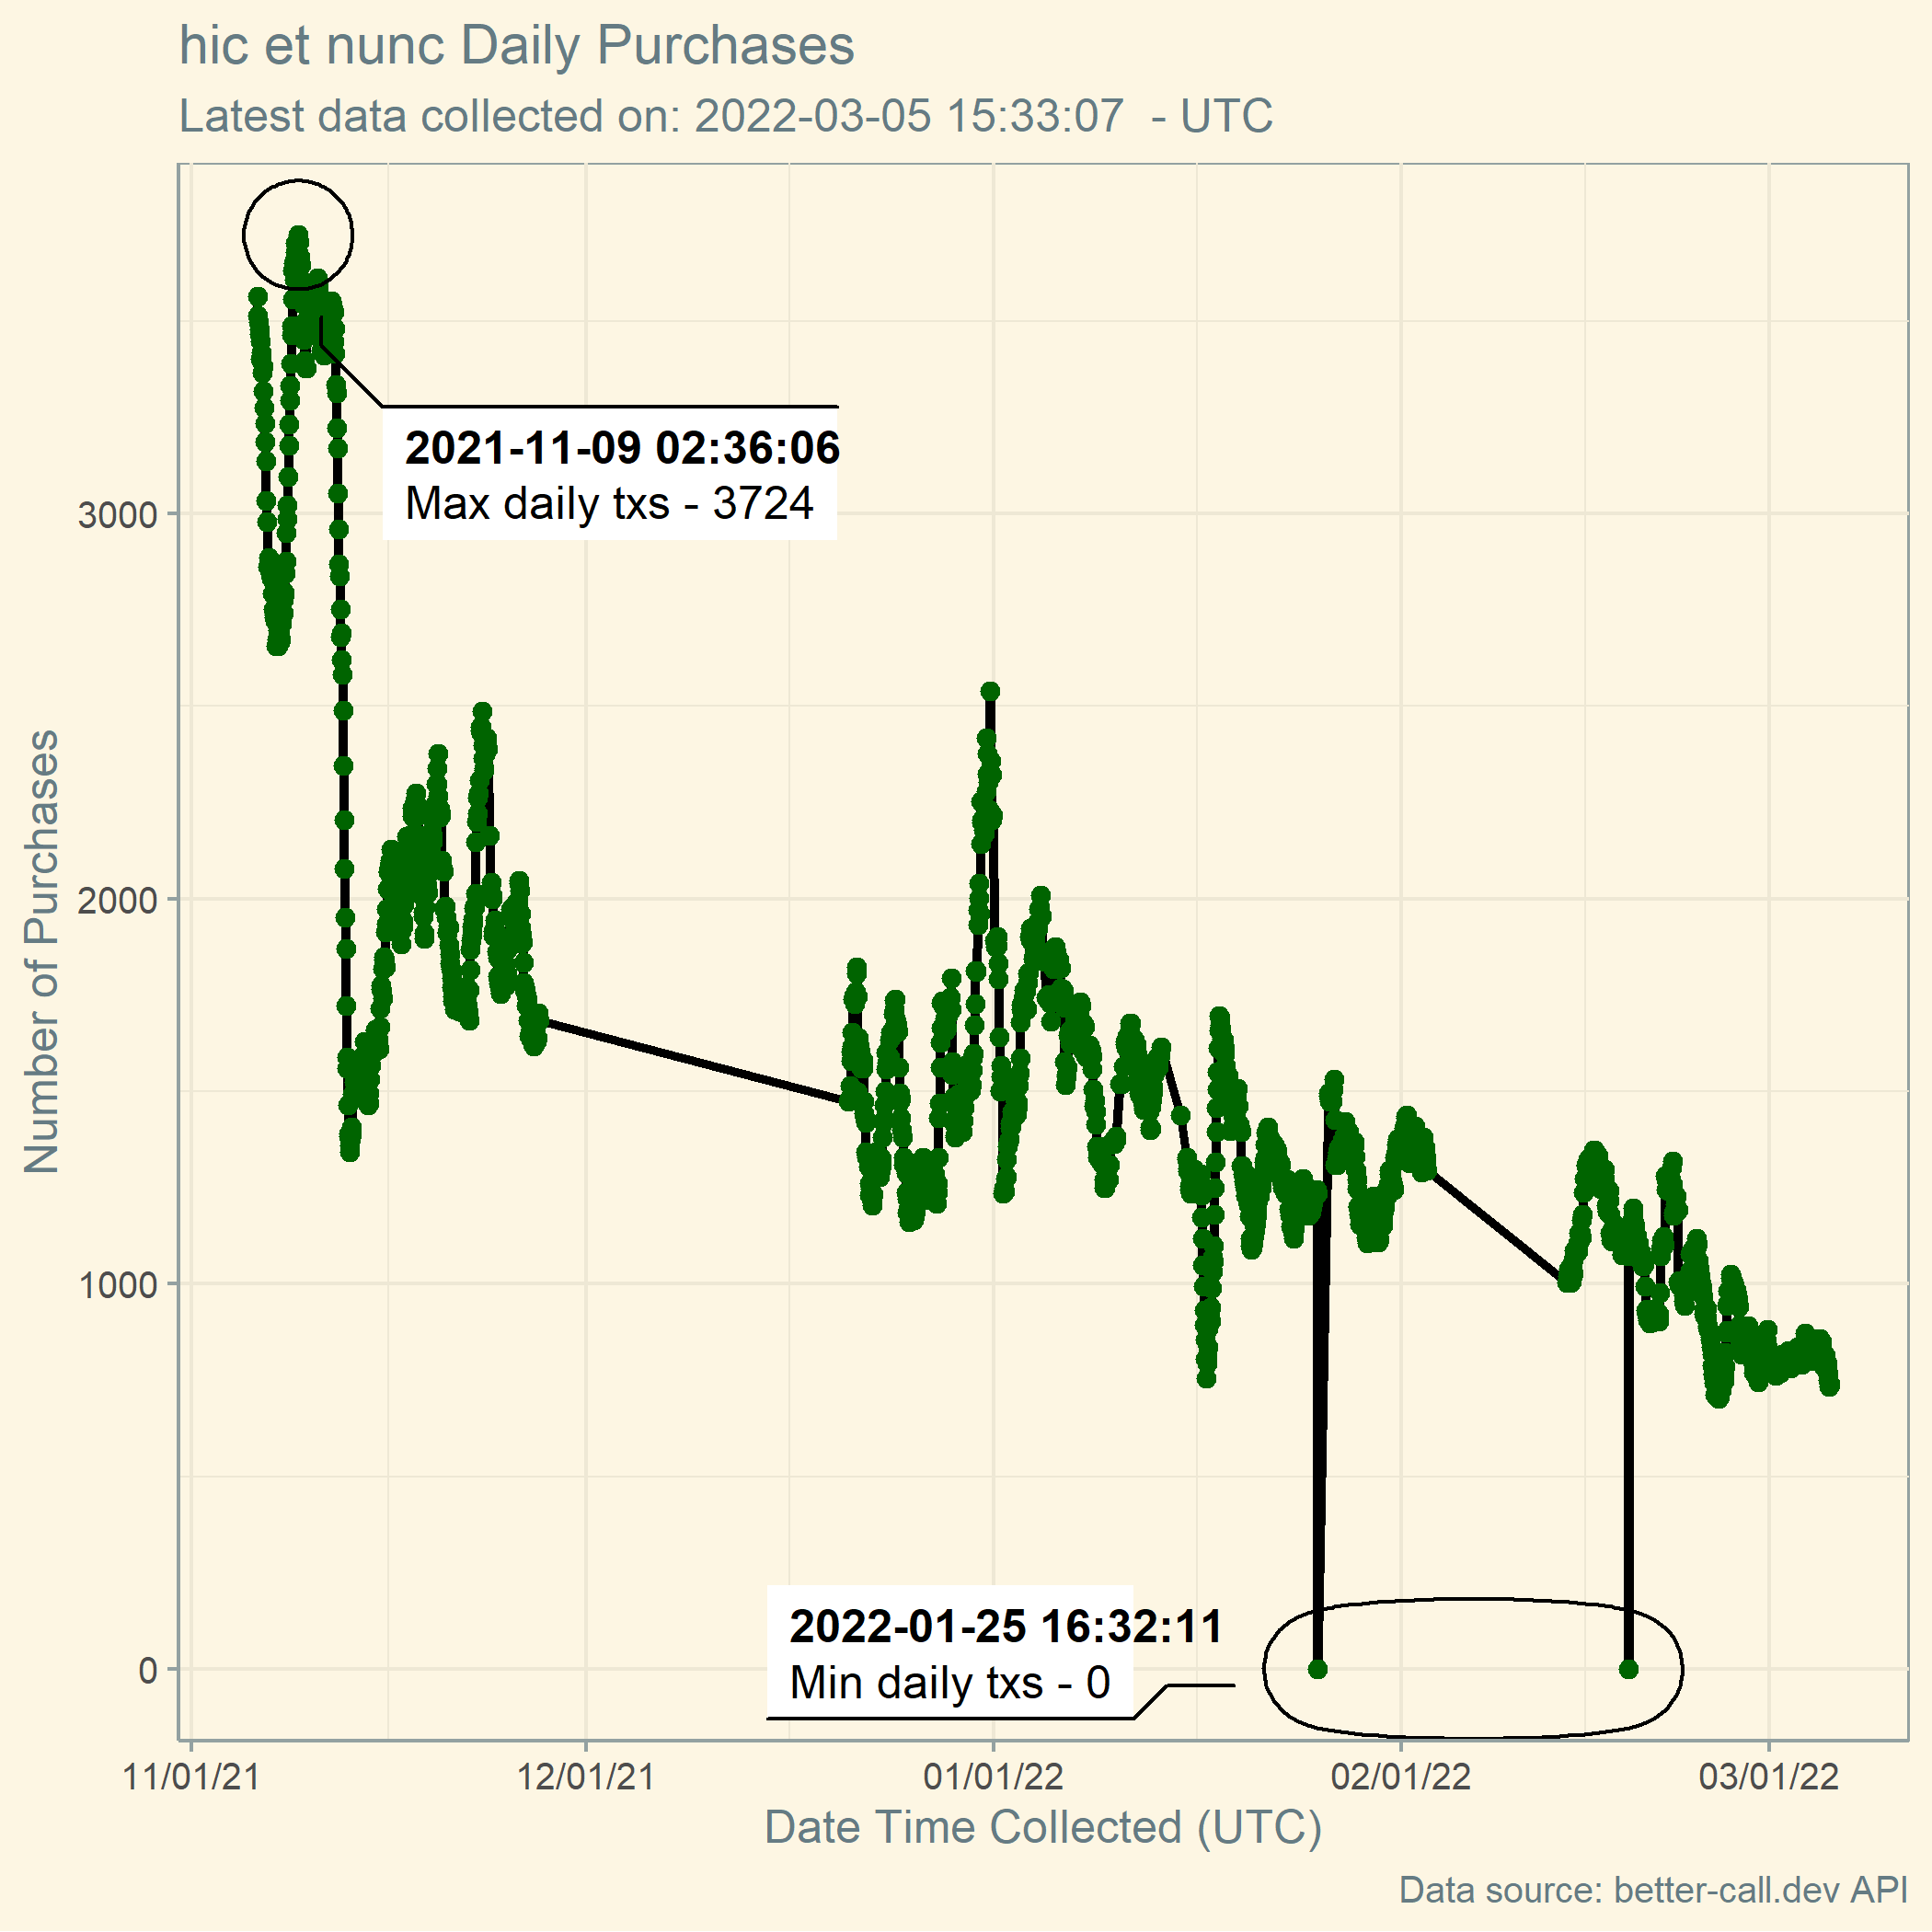 hic et nunc Daily Purchases
Latest data collected on: 2022-03-05 15:33:07  - UTC
Number of Purchases
3000
2000
1000
0
2021-11-09 02:36:06
Max daily txs - 3724
2022-01-25 16:32:11
Min daily txs - 0
11/01/21 12/01/21 01/01/22 02/01/22 03/01/22
Date Time Collected (UTC)
Data source: better-call.dev API